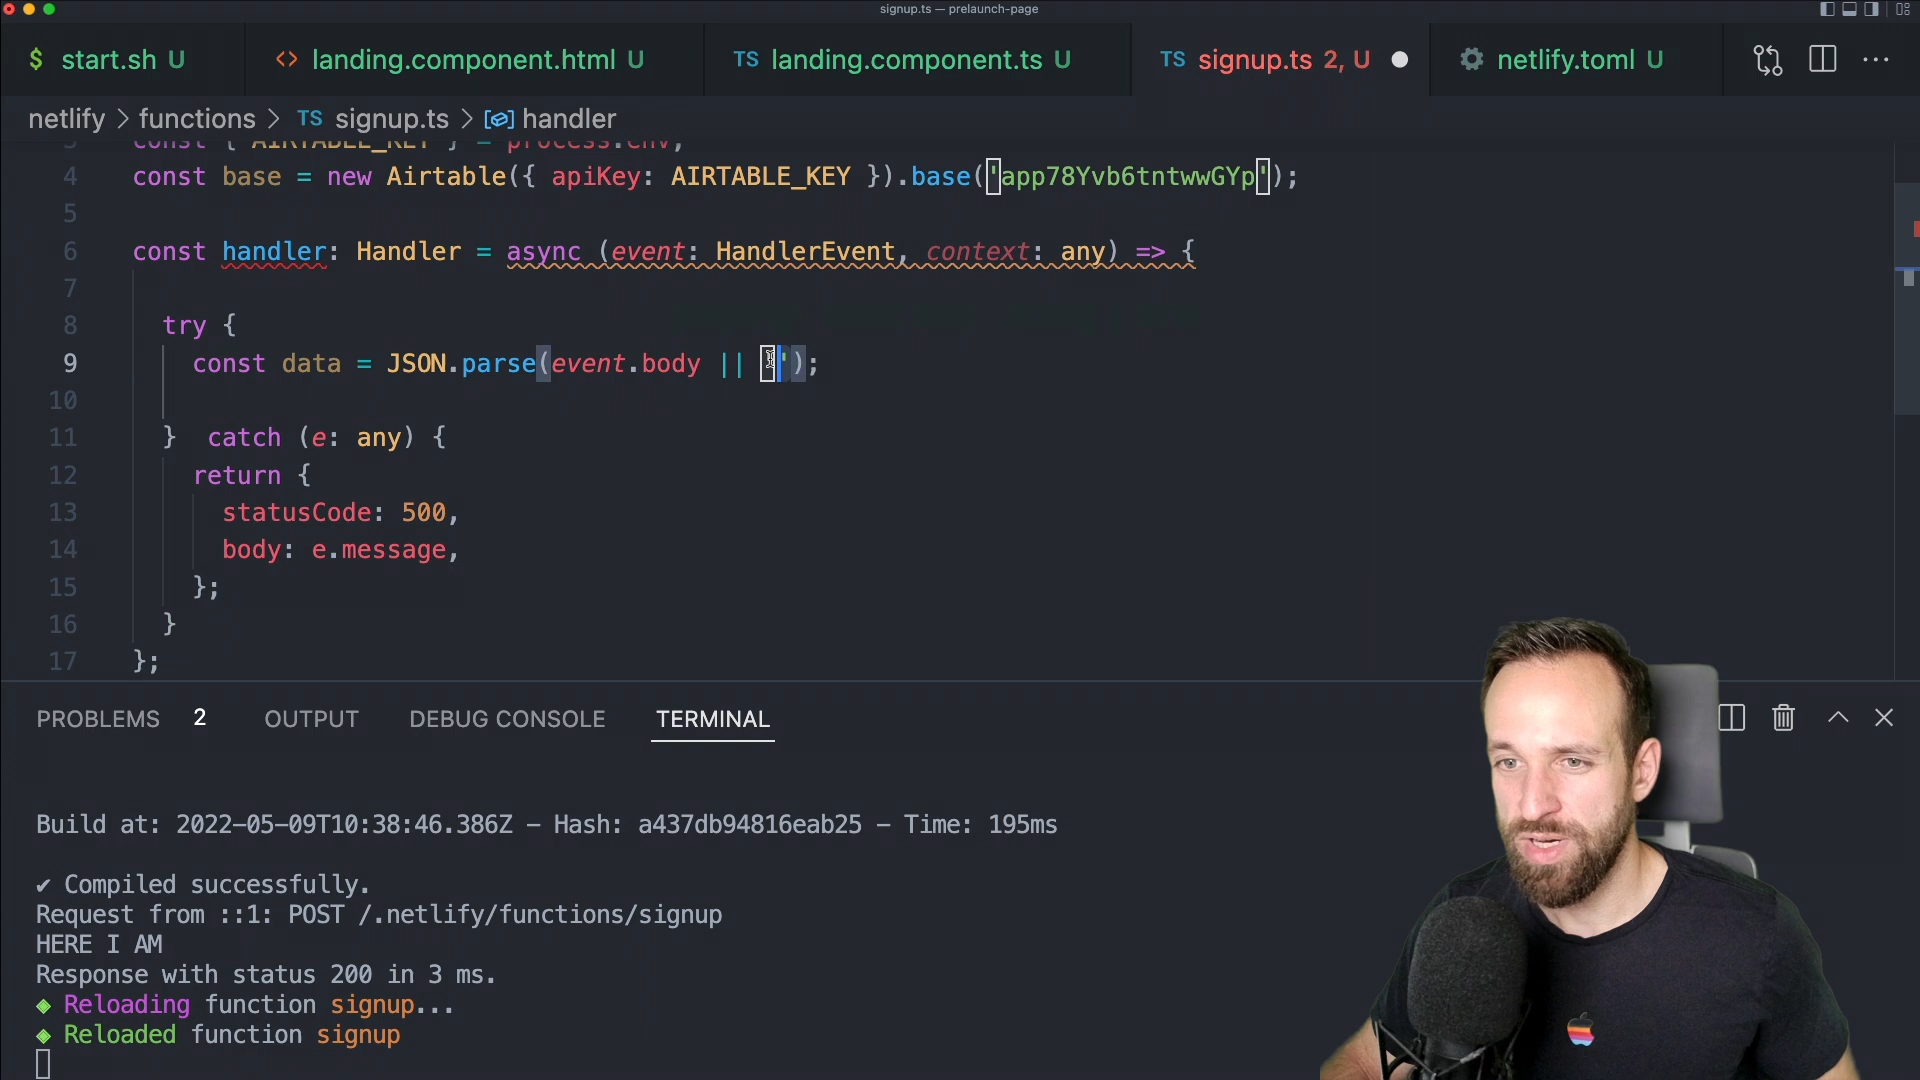 signup.ts — prelaunch-page
$ start.sh U
<> landing.component.html U
TS landing.component.ts U
TS signup.ts 2, U
netlify.toml U
netlify > functions > TS signup.ts > handler
3 const { AIRTABLE_KEY } = process.env;
4 const base = new Airtable({ apiKey: AIRTABLE_KEY }).base('app78Yvb6tntwwGYp');
5
6 const handler: Handler = async (event: HandlerEvent, context: any) => {
7
8 try {
9 const data = JSON.parse(event.body || '');
10
11 } catch (e: any) {
12 return {
13 statusCode: 500,
14 body: e.message,
15 };
16 }
17 };
PROBLEMS 2 OUTPUT DEBUG CONSOLE TERMINAL
Build at: 2022-05-09T10:38:46.386Z - Hash: a437db94816eab25 - Time: 195ms
✔ Compiled successfully.
Request from ::1: POST /.netlify/functions/signup
HERE I AM
Response with status 200 in 3 ms.
◈ Reloading function signup...
◈ Reloaded function signup